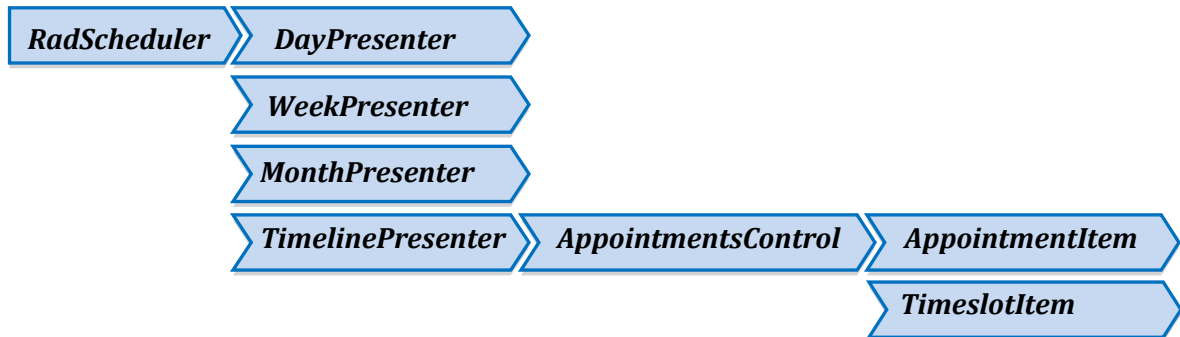 RadScheduler DayPresenter
WeekPresenter
MonthPresenter
TimelinePresenter AppointmentsControl AppointmentItem
TimeslotItem